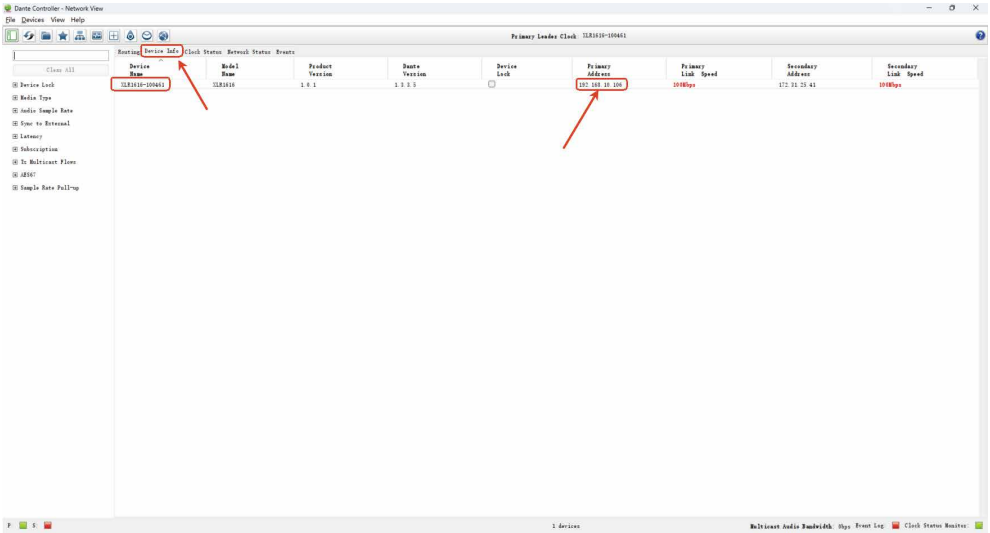 Dante Controller - Network View
File Devices View Help
Primary Leader Clock XLR1616-100461
Routing Device Info Clock Status Network Status Events
Clear All
Device Name Model Name Product Version Dante Version Device Lock Primary Address Primary Link Speed Secondary Address Secondary Link Speed
XLR1616-100461 XLR1616 1.0.1 1.3.3.5 192.168.10.106 100Mbps 172.31.25.41 100Mbps
Device Lock
Media Type
Audio Sample Rate
Sync to External
Latency
Subscription
Tx Multicast Flows
AES67
Sample Rate Pull-up
P: S: 1 devices Multicast Audio Bandwidth: 0bps Event Log: Clock Status Monitor: